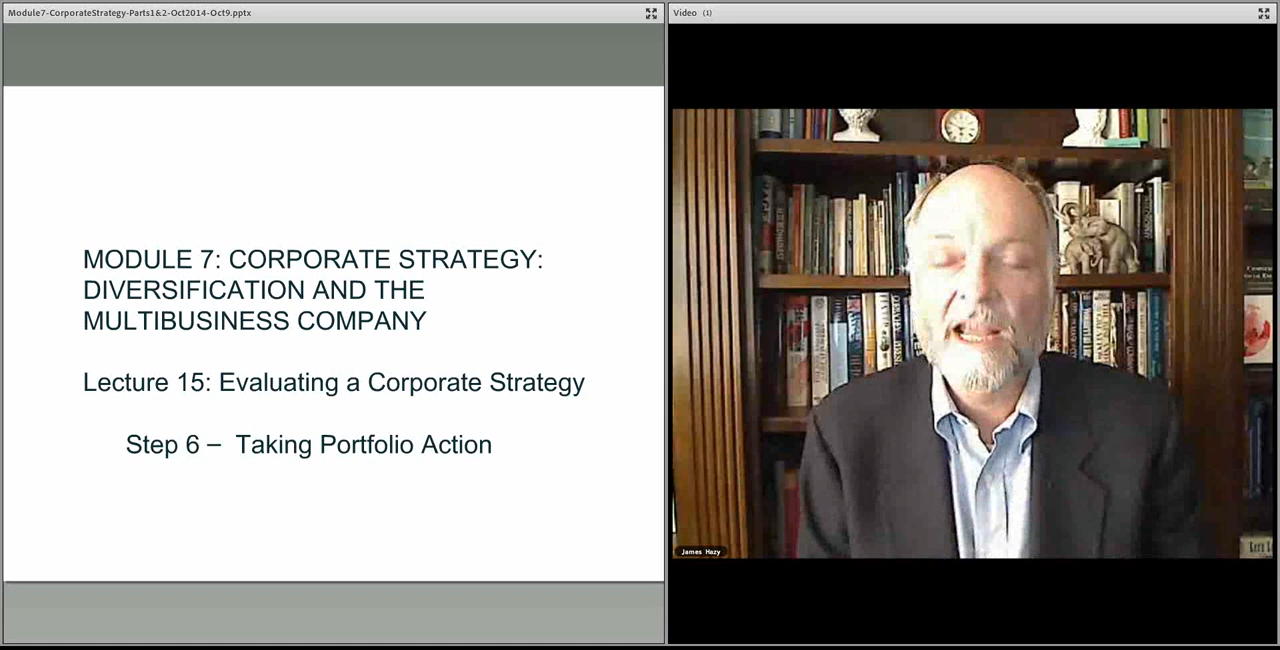 Module7-CorporateStrategy-Parts1&2-Oct2014-Oct9.pptx
Video (1)
MODULE 7: CORPORATE STRATEGY:
DIVERSIFICATION AND THE
MULTIBUSINESS COMPANY
Lecture 15: Evaluating a Corporate Strategy
Step 6 – Taking Portfolio Action
James Hazy